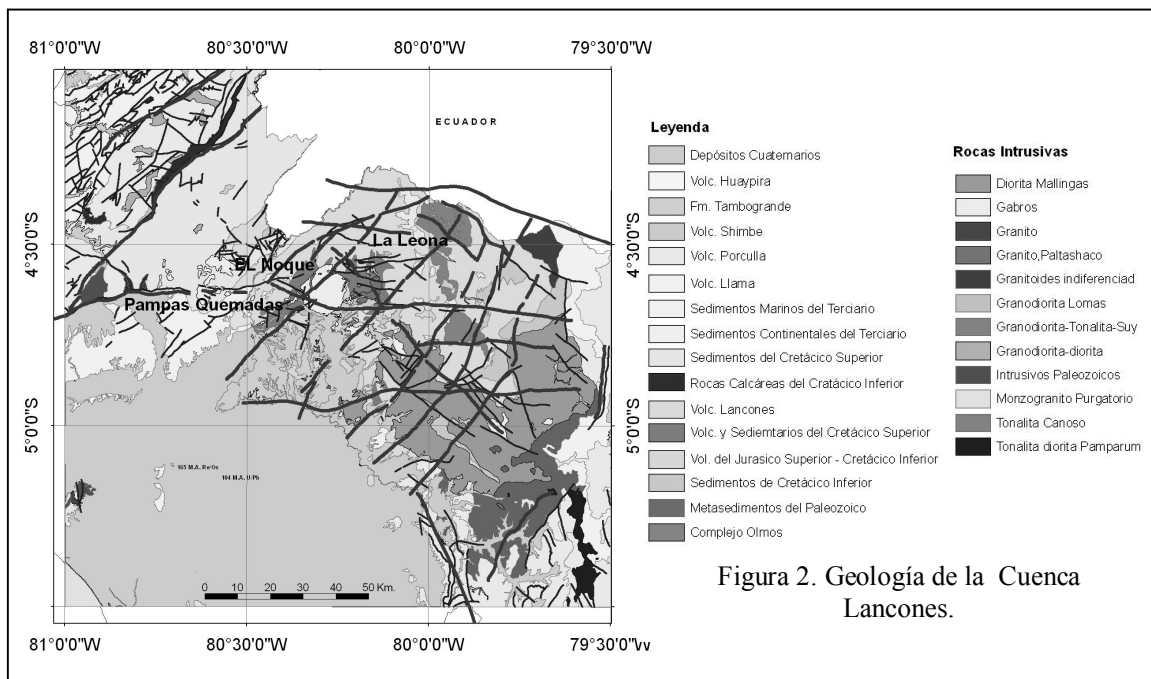 81°0'0"W 80°30'0"W 80°0'0"W 79°30'0"W
ECUADOR
4°30'0"S
La Leona
EL Noque
4°30'0"S
Pampas Quemadas
5°0'0"S
5°0'0"S
165 M.A. Re/Os
104 M.A. U/Pb
0 10 20 30 40 50 Km.
81°0'0"W 80°30'0"W 80°0'0"W 79°30'0"W
Leyenda
Depósitos Cuaternarios
Volc. Huaypira
Fm. Tambogrande
Volc. Shimbe
Volc. Porculla
Volc. Llama
Sedimentos Marinos del Terciario
Sedimentos Continentales del Terciario
Sedimentos del Cretácico Superior
Rocas Calcáreas del Cratácico Inferior
Volc. Lancones
Volc. y Sediemtarios del Cretácico Superior
Vol. del Jurasico Superior - Cretácico Inferior
Sedimentos de Cretácico Inferior
Metasedimentos del Paleozoico
Complejo Olmos
Rocas Intrusivas
Diorita Mallingas
Gabros
Granito
Granito,Paltashaco
Granitoides indiferenciad
Granodiorita Lomas
Granodiorita-Tonalita-Suy
Granodiorita-diorita
Intrusivos Paleozoicos
Monzogranito Purgatorio
Tonalita Canoso
Tonalita diorita Pamparum
Figura 2. Geología de la Cuenca
Lancones.